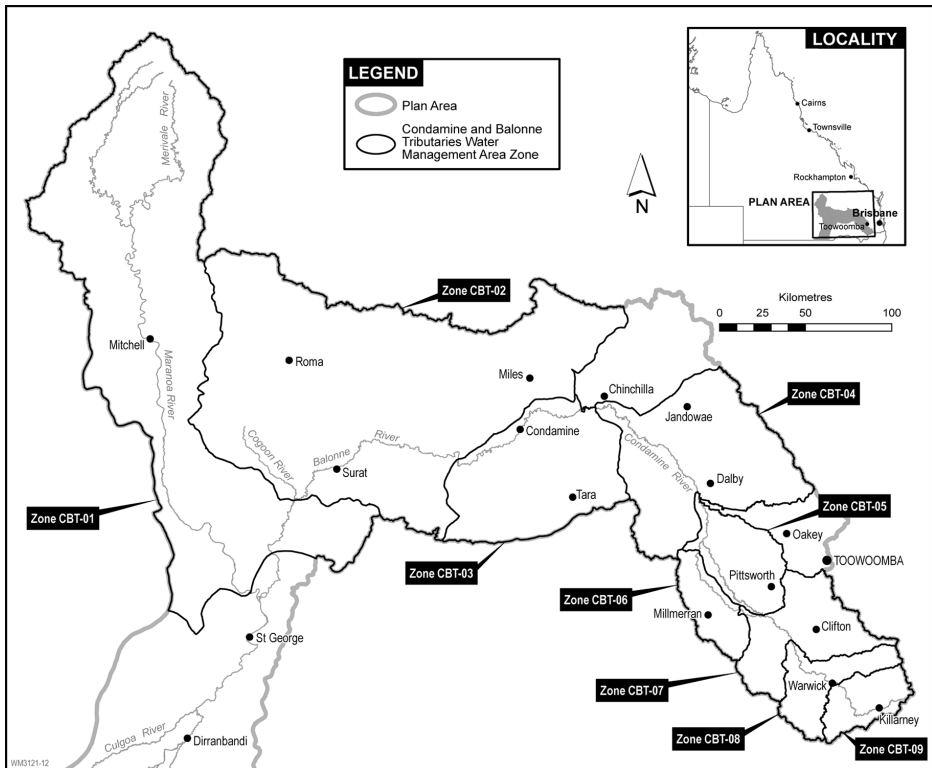 LOCALITY
Cairns
Townsville
Rockhampton
PLAN AREA
Brisbane
Toowoomba
LEGEND
Plan Area
Condamine and Balonne
Tributaries Water
Management Area Zone
N
Kilometres
0 25 50 100
Merivale River
Zone CBT-02
Mitchell
Maranoa River
Roma
Miles
Chinchilla
Jandowae
Zone CBT-04
Condamine
Condamine River
Cogoon River
Balonne River
Surat
Tara
Dalby
Zone CBT-01
Zone CBT-05
Oakey
TOOWOOMBA
Zone CBT-03
Pittsworth
Zone CBT-06
Millmerran
Clifton
St George
Zone CBT-07
Warwick
Killarney
Zone CBT-08
Zone CBT-09
Culgoa River
Dirranbandi
WM3121-12